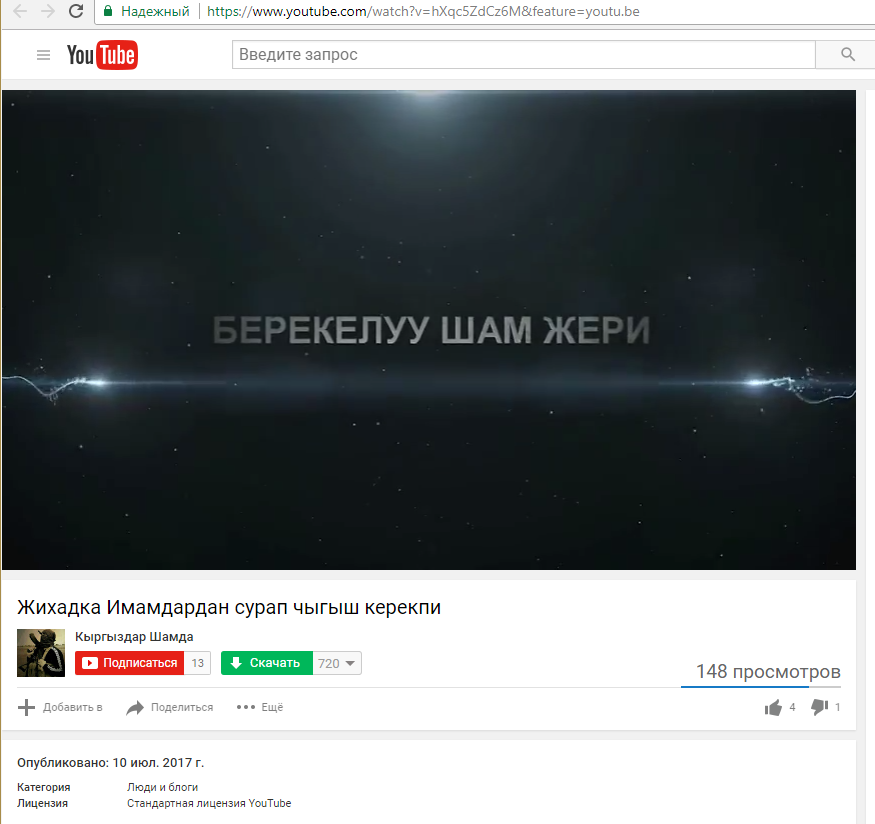 Надежный https://www.youtube.com/watch?v=hXqc5ZdCz6M&feature=youtu.be
YouTube
Введите запрос
БЕРЕКЕЛУУ ШАМ ЖЕРИ
Жихадка Имамдардан сурап чыгыш керекпи
Кыргыздар Шамда
Подписаться 13 Скачать 720
148 просмотров
Добавить в Поделиться Ещё 4 1
Опубликовано: 10 июл. 2017 г.
Категория Люди и блоги
Лицензия Стандартная лицензия YouTube